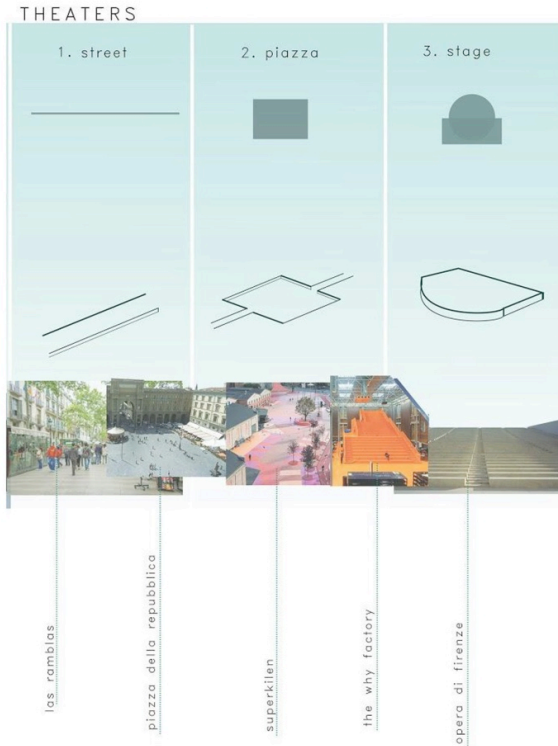 THEATERS
1. street
2. piazza
3. stage
las ramblas
piazza della repubblica
superkilen
the why factory
opera di firenze